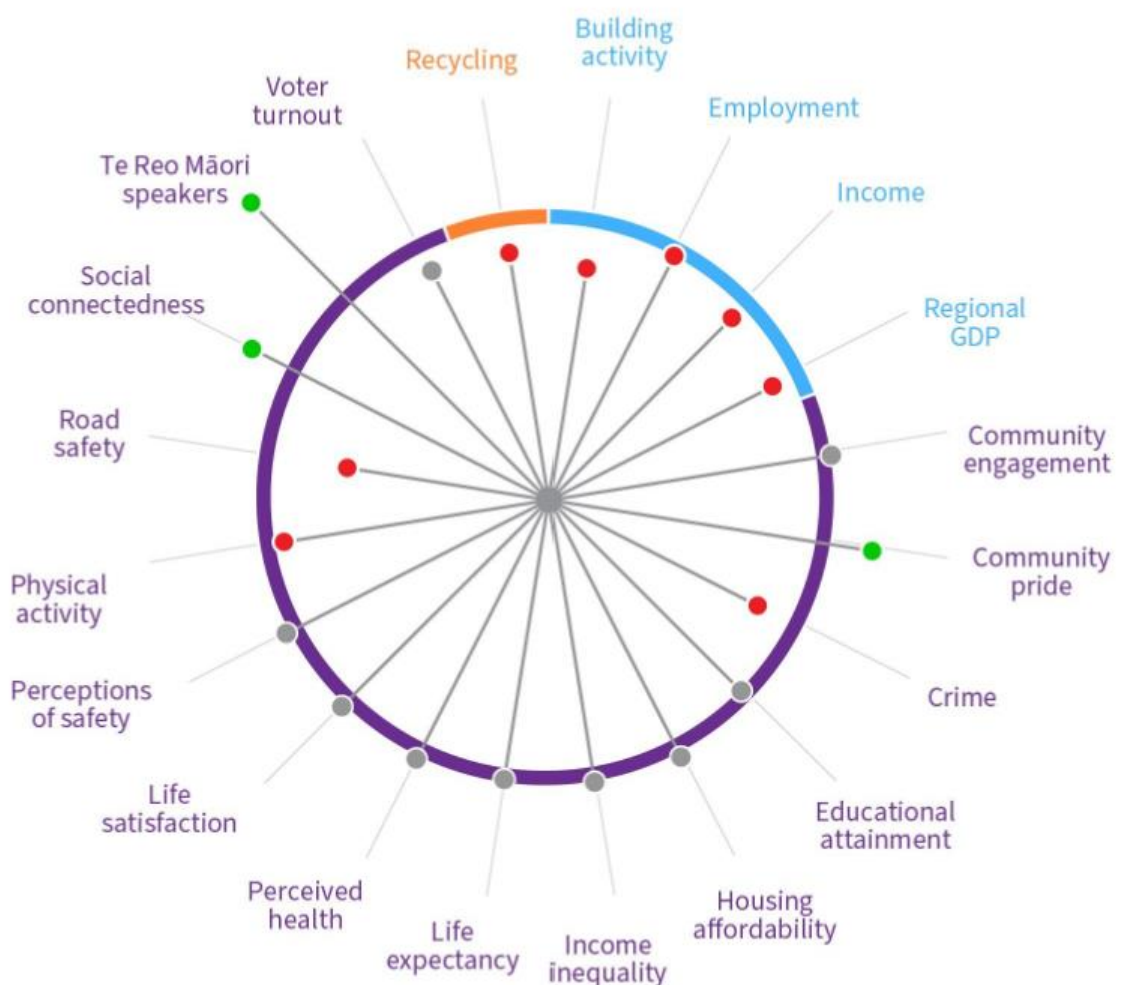 Building
activity
Recycling
Employment
Voter
turnout
Te Reo Māori
speakers
Income
Social
connectedness
Regional
GDP
Road
safety
Community
engagement
Community
pride
Physical
activity
Crime
Perceptions
of safety
Life
satisfaction
Educational
attainment
Perceived
health
Housing
affordability
Life
expectancy
Income
inequality